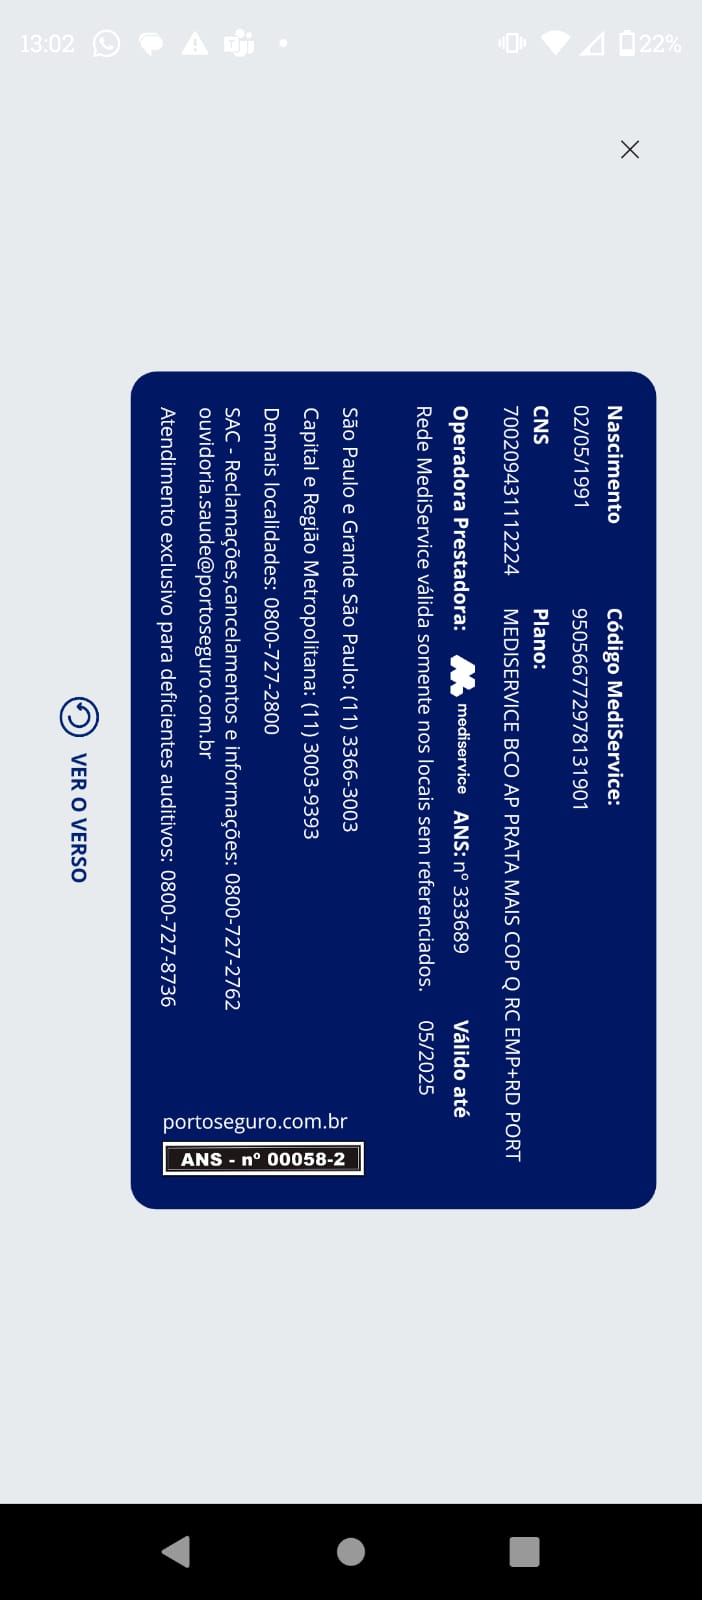 13:02
22%
Nascimento Código MediService:
02/05/1991 950566772978131901
CNS Plano:
700209431112224 MEDISERVICE BCO AP PRATA MAIS COP Q RC EMP+RD PORT
Operadora Prestadora: mediservice ANS: nº 333689 Válido até
Rede MediService válida somente nos locais sem referenciados. 05/2025
São Paulo e Grande São Paulo: (11) 3366-3003
Capital e Região Metropolitana: (11) 3003-9393
Demais localidades: 0800-727-2800
SAC - Reclamações,cancelamentos e informações: 0800-727-2762
ouvidoria.saude@portoseguro.com.br
Atendimento exclusivo para deficientes auditivos: 0800-727-8736
portoseguro.com.br
ANS - nº 00058-2
VER O VERSO